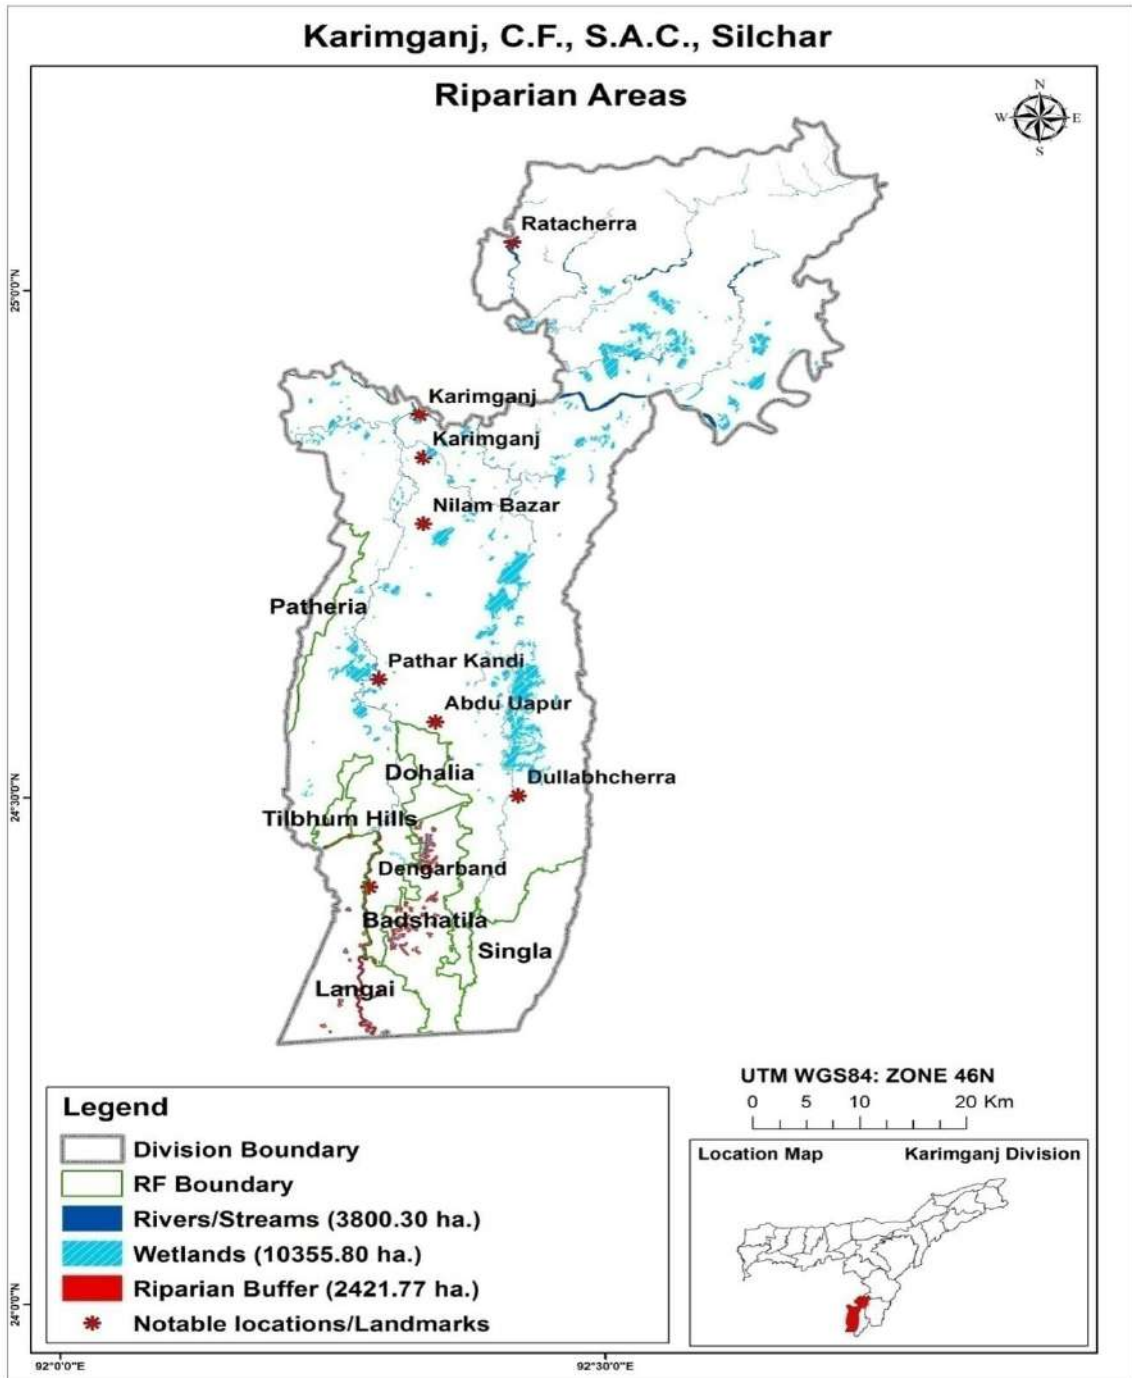 Karimganj, C.F., S.A.C., Silchar
Riparian Areas
N
W E
S
Ratacherra
25°0'0"N
Karimganj
Karimganj
Nilam Bazar
Patheria
Pathar Kandi
Abdu Uapur
Dohalia
Dullabhcherra
24°30'0"N
Tilbhum Hills
Dengarband
Badshatila
Singla
Langai
UTM WGS84: ZONE 46N
0 5 10 20 Km
Legend
Division Boundary
RF Boundary
Rivers/Streams (3800.30 ha.)
Wetlands (10355.80 ha.)
Riparian Buffer (2421.77 ha.)
Notable locations/Landmarks
Location Map Karimganj Division
24°0'0"N
92°0'0"E 92°30'0"E